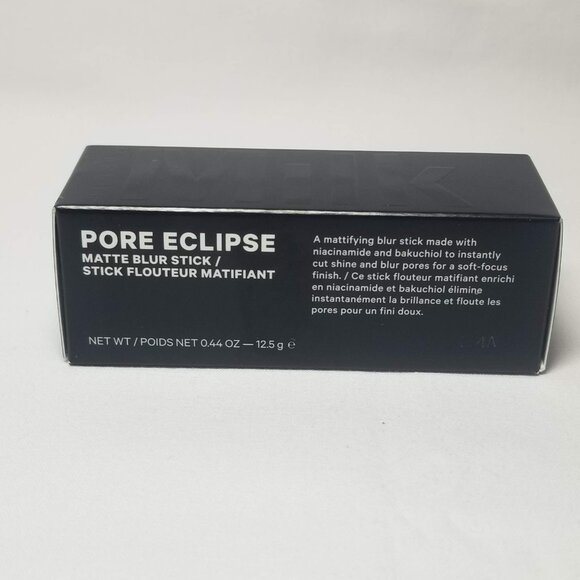 MILK
PORE ECLIPSE
MATTE BLUR STICK /
STICK FLOUTEUR MATIFIANT
A mattifying blur stick made with
niacinamide and bakuchiol to instantly
cut shine and blur pores for a soft-focus
finish. / Ce stick flouteur matifiant enrichi
en niacinamide et bakuchiol élimine
instantanément la brillance et floute les
pores pour un fini doux.
NET WT / POIDS NET 0.44 OZ — 12.5 g ℮